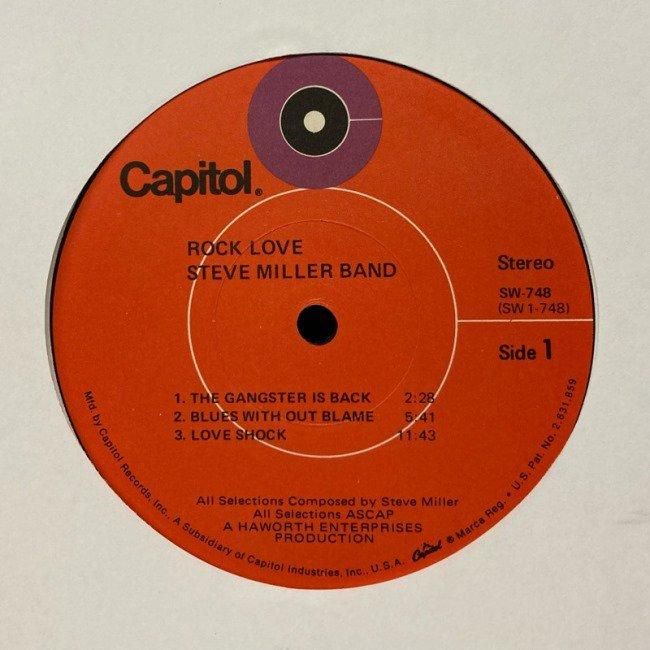 Capitol®
ROCK LOVE
STEVE MILLER BAND
Stereo
SW-748
(SW 1-748)
Side 1
1. THE GANGSTER IS BACK 2:28
2. BLUES WITH OUT BLAME 5:41
3. LOVE SHOCK 11:43
All Selections Composed by Steve Miller
All Selections ASCAP
A HAWORTH ENTERPRISES
PRODUCTION
Mfd. by Capitol Records, Inc., A Subsidiary of Capitol Industries, Inc., U.S.A. Capitol ® Marca Reg. • U.S. Pat. No. 2,631,859